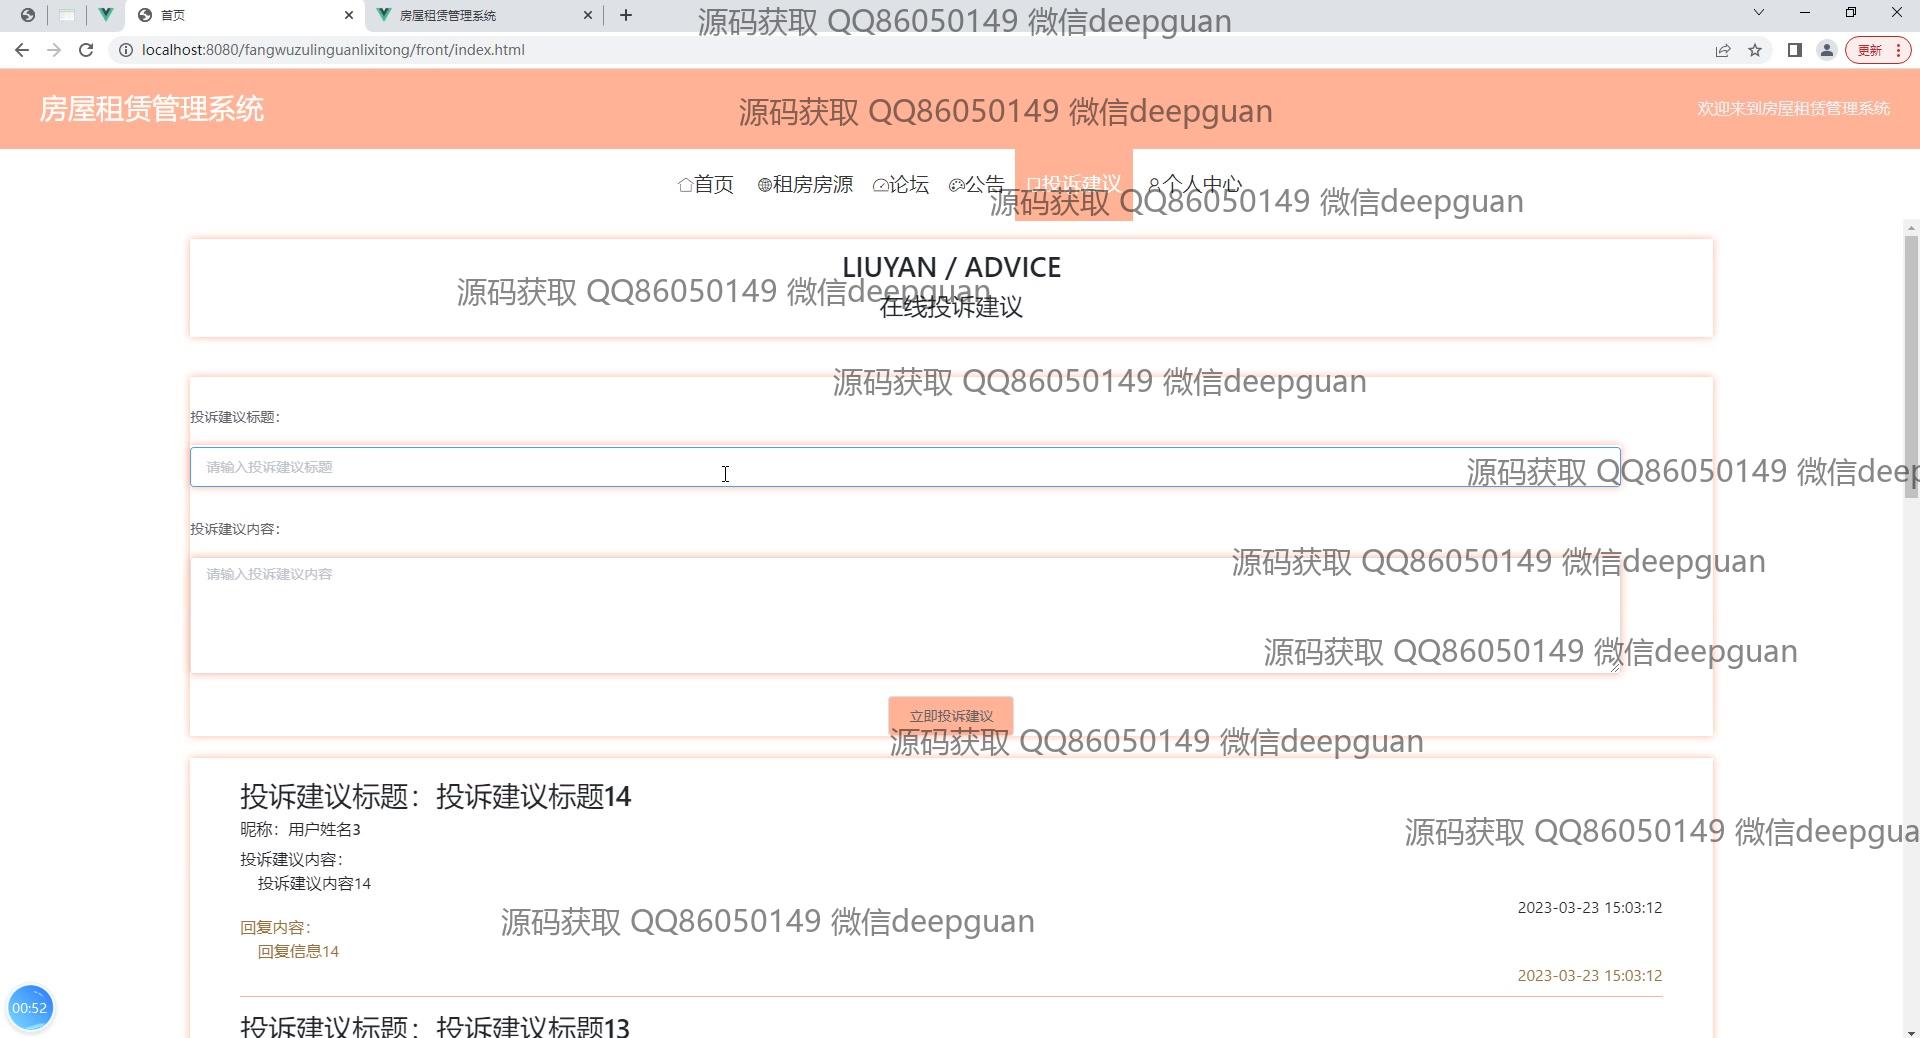 首页
房屋租赁管理系统
源码获取 QQ86050149 微信deepguan
localhost:8080/fangwuzulinguanlixitong/front/index.html
更新
房屋租赁管理系统
源码获取 QQ86050149 微信deepguan
欢迎来到房屋租赁管理系统
首页
租房房源
论坛
公告
投诉建议
个人中心
源码获取 QQ86050149 微信deepguan
LIUYAN / ADVICE
源码获取 QQ86050149 微信deepguan
在线投诉建议
源码获取 QQ86050149 微信deepguan
投诉建议标题：
请输入投诉建议标题
源码获取 QQ86050149 微信deep
投诉建议内容：
源码获取 QQ86050149 微信deepguan
请输入投诉建议内容
源码获取 QQ86050149 微信deepguan
立即投诉建议
源码获取 QQ86050149 微信deepguan
投诉建议标题：投诉建议标题14
昵称：用户姓名3
源码获取 QQ86050149 微信deepgua
投诉建议内容：
投诉建议内容14
2023-03-23 15:03:12
源码获取 QQ86050149 微信deepguan
回复内容：
回复信息14
2023-03-23 15:03:12
00:52
投诉建议标题：投诉建议标题13